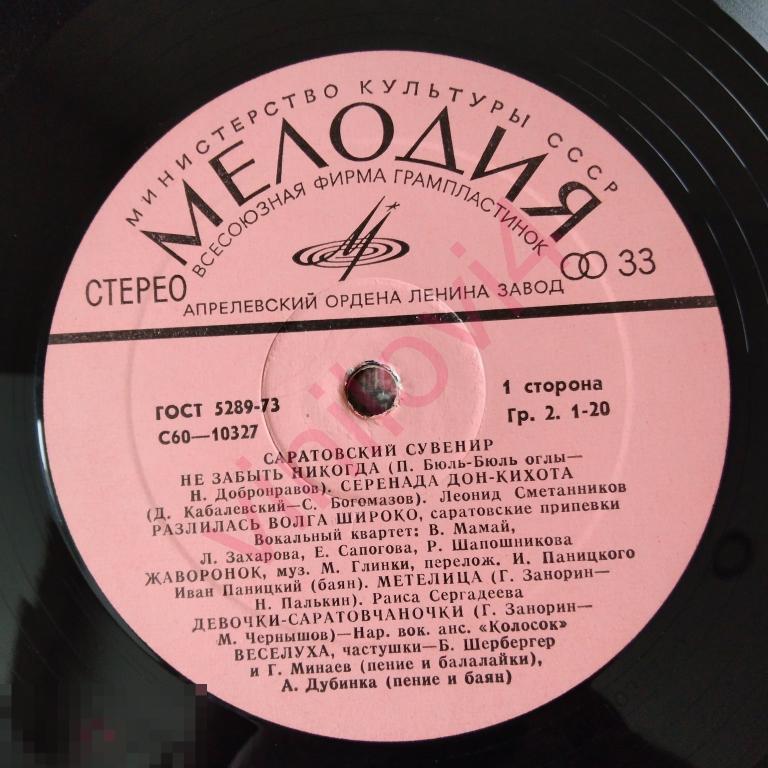 МИНИСТЕРСТВО КУЛЬТУРЫ СССР
МЕЛОДИЯ
ВСЕСОЮЗНАЯ ФИРМА ГРАМПЛАСТИНОК
СТЕРЕО
33
АПРЕЛЕВСКИЙ ОРДЕНА ЛЕНИНА ЗАВОД
ГОСТ 5289-73
С60—10327
1 сторона
Гр. 2. 1-20
САРАТОВСКИЙ СУВЕНИР
НЕ ЗАБЫТЬ НИКОГДА (П. Бюль-Бюль оглы—
Н. Добронравов). СЕРЕНАДА ДОН-КИХОТА
(Д. Кабалевский—С. Богомазов). Леонид Сметанников
РАЗЛИЛАСЬ ВОЛГА ШИРОКО, саратовские припевки
Вокальный квартет: В. Мамай,
Л. Захарова, Е. Сапогова, Р. Шапошникова
ЖАВОРОНОК, муз. М. Глинки, перелож. И. Паницкого
Иван Паницкий (баян). МЕТЕЛИЦА (Г. Занорин—
Н. Палькин). Раиса Сергадеева
ДЕВОЧКИ-САРАТОВЧАНОЧКИ (Г. Занорин—
М. Чернышов)—Нар. вок. анс. «Колосок»
ВЕСЕЛУХА, частушки—Б. Шербергер
и Г. Минаев (пение и балалайки),
А. Дубинка (пение и баян)
vinilovij4